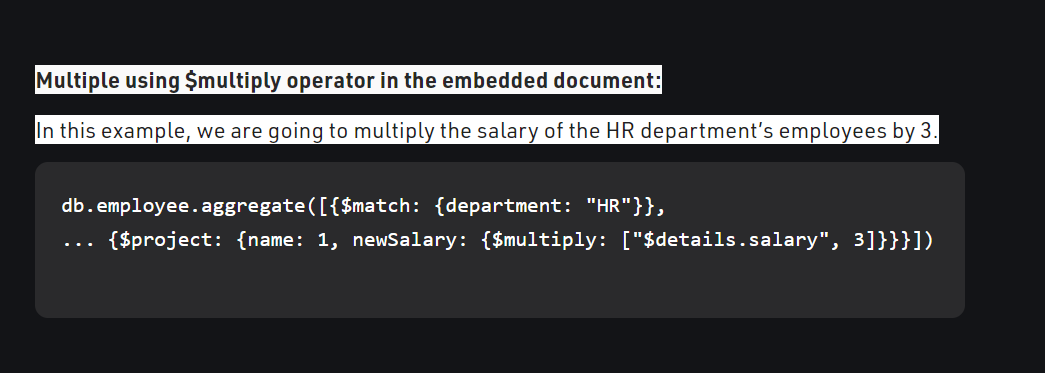 Multiple using $multiply operator in the embedded document:
In this example, we are going to multiply the salary of the HR department’s employees by 3.
db.employee.aggregate([{$match: {department: "HR"}},
... {$project: {name: 1, newSalary: {$multiply: ["$details.salary", 3]}}}])